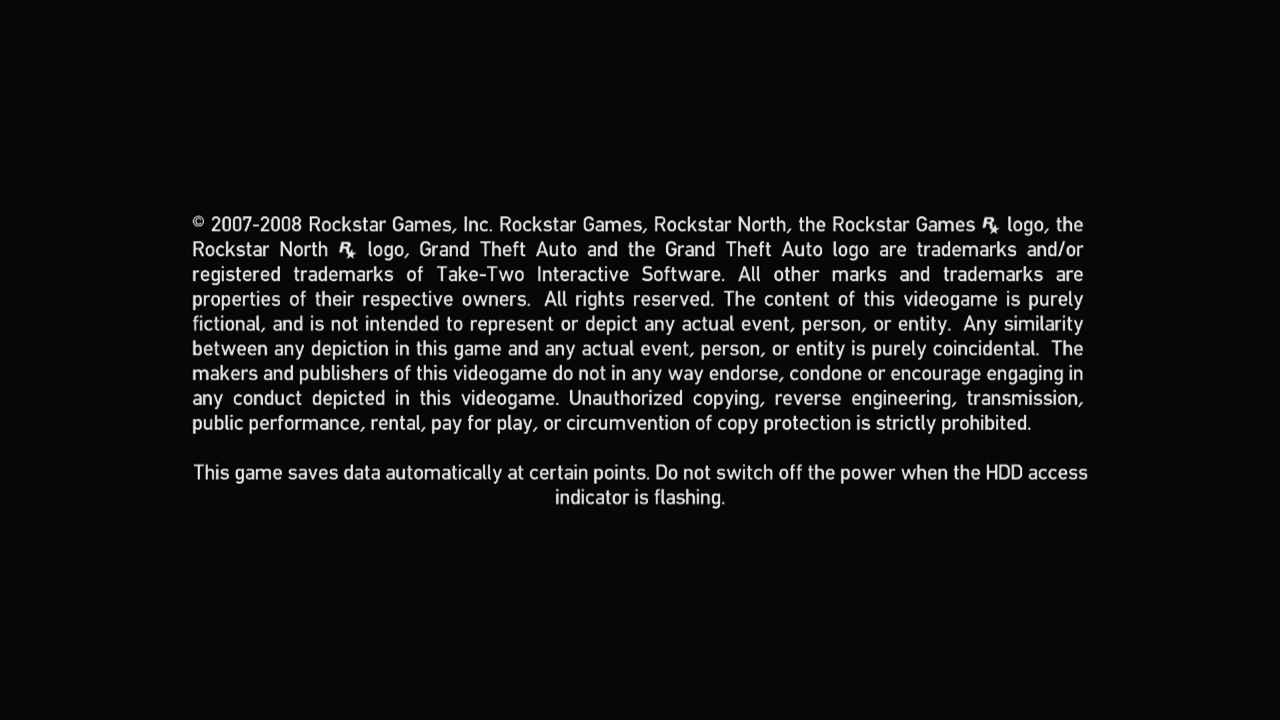 © 2007-2008 Rockstar Games, Inc. Rockstar Games, Rockstar North, the Rockstar Games R★ logo, the
Rockstar North R★ logo, Grand Theft Auto and the Grand Theft Auto logo are trademarks and/or
registered trademarks of Take-Two Interactive Software. All other marks and trademarks are
properties of their respective owners. All rights reserved. The content of this videogame is purely
fictional, and is not intended to represent or depict any actual event, person, or entity. Any similarity
between any depiction in this game and any actual event, person, or entity is purely coincidental. The
makers and publishers of this videogame do not in any way endorse, condone or encourage engaging in
any conduct depicted in this videogame. Unauthorized copying, reverse engineering, transmission,
public performance, rental, pay for play, or circumvention of copy protection is strictly prohibited.
This game saves data automatically at certain points. Do not switch off the power when the HDD access
indicator is flashing.